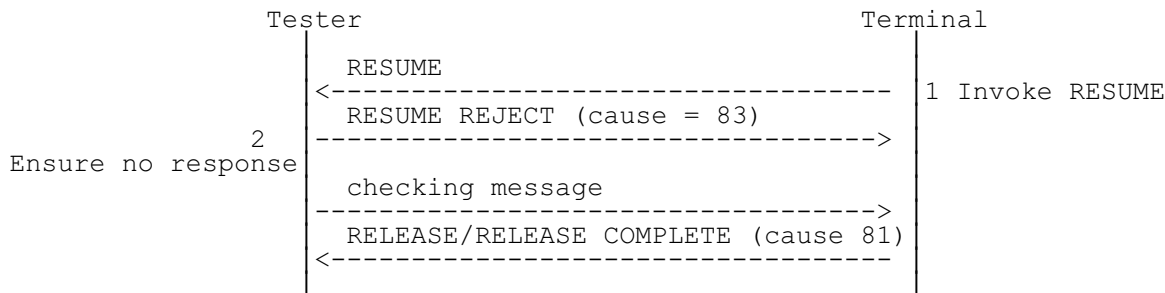 Tester Terminal
RESUME
1 Invoke RESUME
RESUME REJECT (cause = 83)
2
Ensure no response
checking message
RELEASE/RELEASE COMPLETE (cause 81)